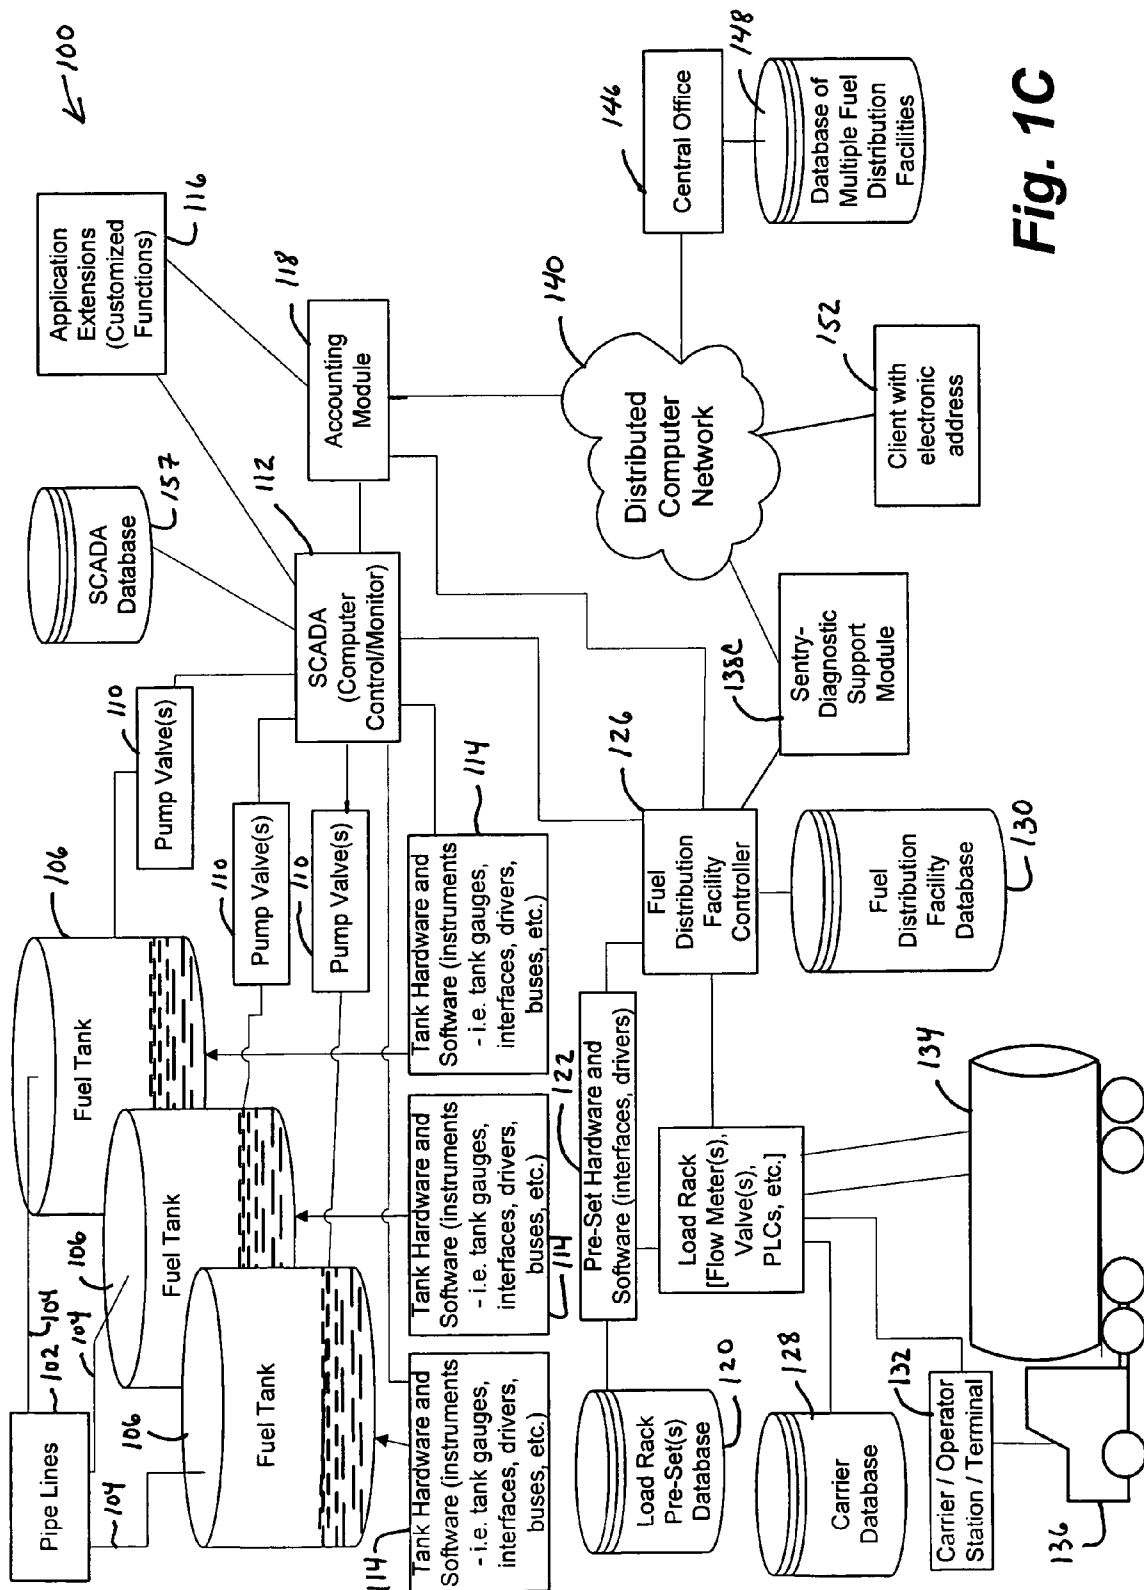 100
Pipe Lines
102
104
104
104
Fuel Tank
106
Fuel Tank
106
Fuel Tank
106
Pump Valve(s)
110
Pump Valve(s)
110
Pump Valve(s)
110
SCADA
Database
157
Application
Extensions
(Customized
Functions)
116
SCADA
(Computer
Control/Monitor)
112
Accounting
Module
118
Tank Hardware and
Software (instruments
- i.e. tank gauges,
interfaces, drivers,
buses, etc.)
114
Tank Hardware and
Software (instruments
- i.e. tank gauges,
interfaces, drivers,
buses, etc.)
114
Tank Hardware and
Software (instruments
- i.e. tank gauges,
interfaces, drivers,
buses, etc.)
114
Load Rack
Pre-Set(s)
Database
120
Pre-Set Hardware and
Software (interfaces, drivers)
122
Fuel
Distribution
Facility
Controller
126
Distributed
Computer
Network
140
Central Office
146
Database of
Multiple Fuel
Distribution
Facilities
148
Carrier
Database
128
Load Rack
[Flow Meter(s),
Valve(s),
PLCs, etc.]
Fuel
Distribution
Facility
Database
130
Sentry-
Diagnostic
Support
Module
138C
Client with
electronic
address
152
Carrier / Operator
Station / Terminal
132
134
136
Fig. 1C